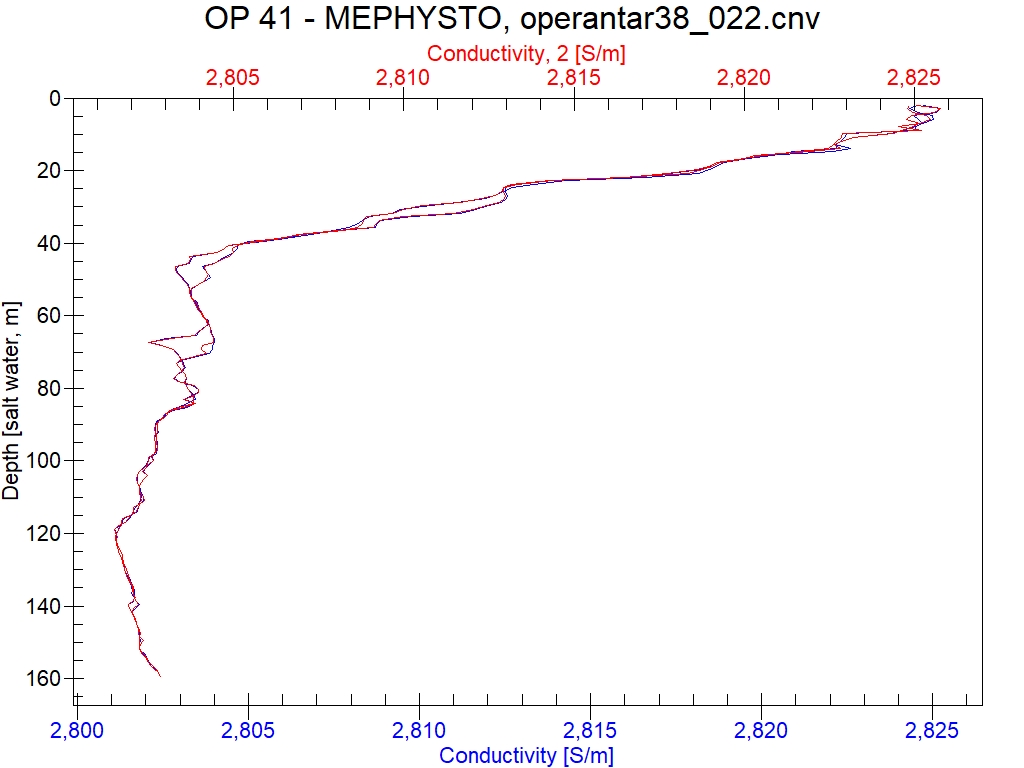 OP 41 - MEPHYSTO, operantar38_022.cnv
Conductivity, 2 [S/m]
2,805 2,810 2,815 2,820 2,825
0
20
40
60
80
100
120
140
160
Depth [salt water, m]
2,800 2,805 2,810 2,815 2,820 2,825
Conductivity [S/m]